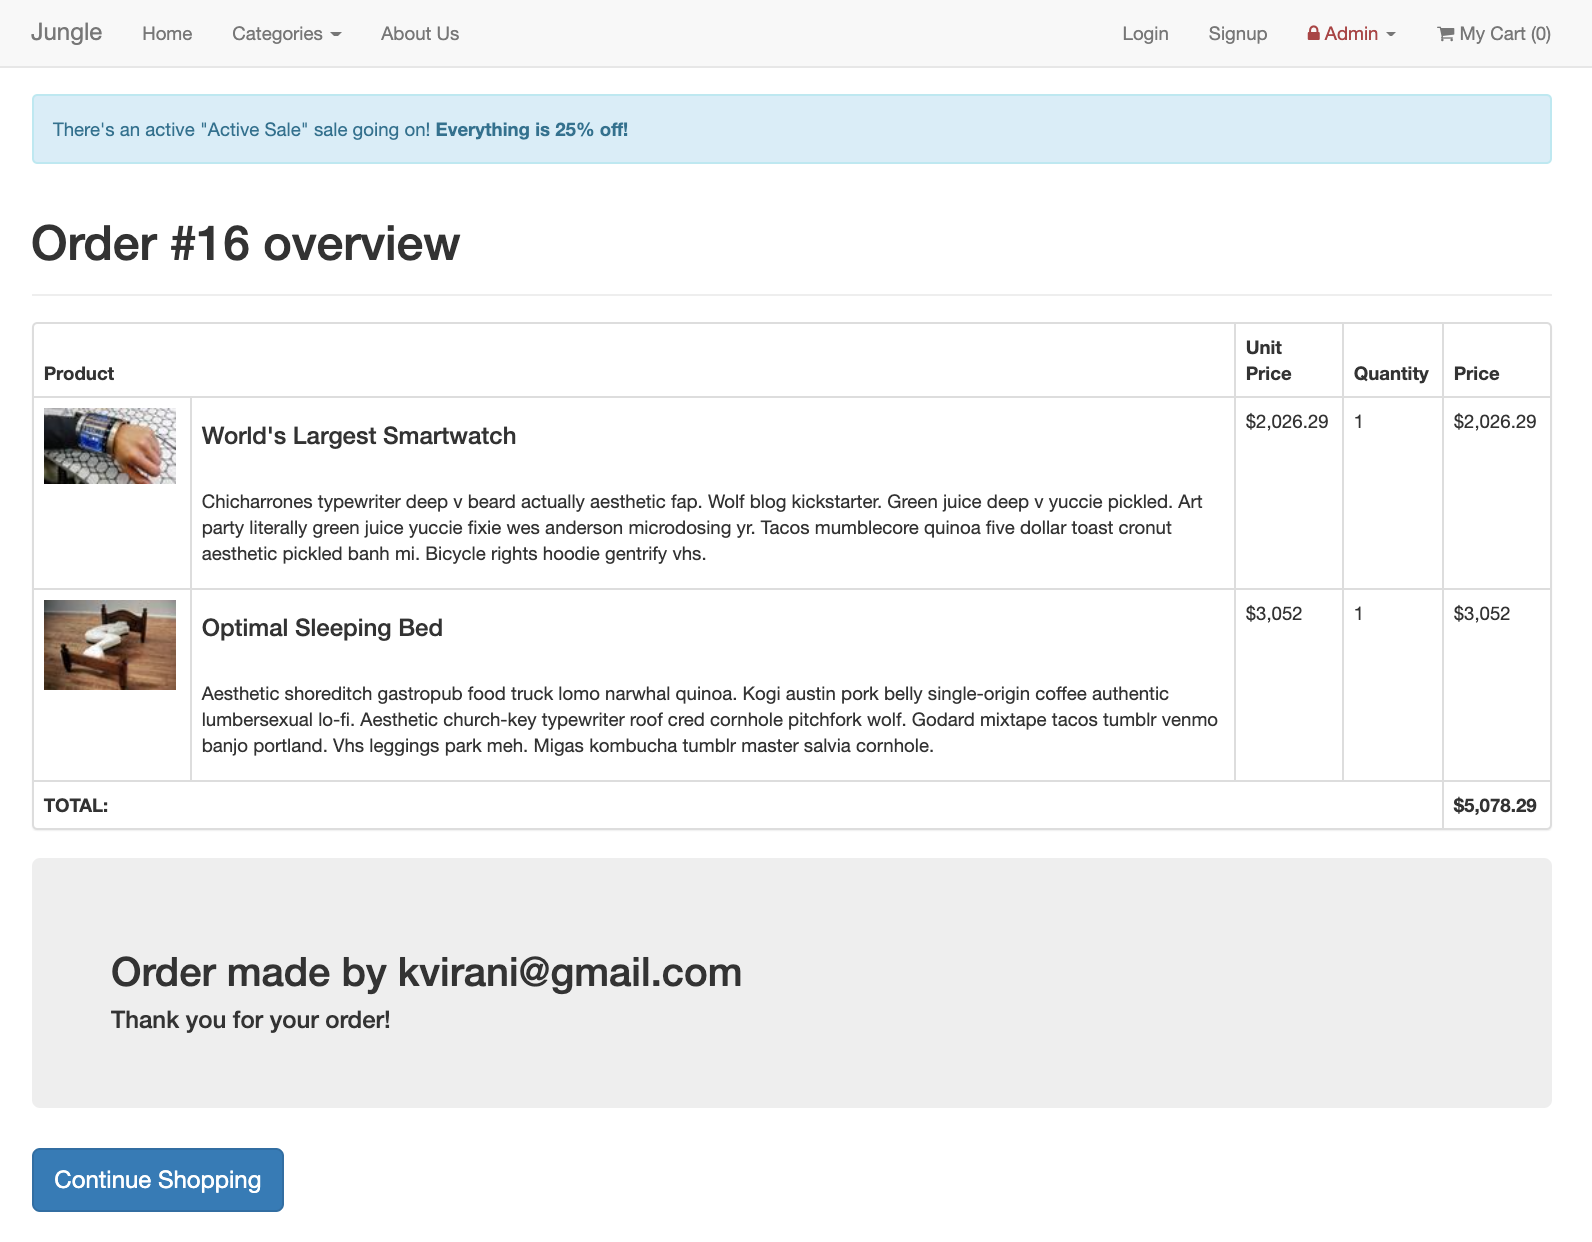 Jungle Home Categories About Us Login Signup Admin My Cart (0)
There's an active "Active Sale" sale going on! Everything is 25% off!
Order #16 overview
Product
Unit
Price
Quantity
Price
World's Largest Smartwatch
Chicharrones typewriter deep v beard actually aesthetic fap. Wolf blog kickstarter. Green juice deep v yuccie pickled. Art
party literally green juice yuccie fixie wes anderson microdosing yr. Tacos mumblecore quinoa five dollar toast cronut
aesthetic pickled banh mi. Bicycle rights hoodie gentrify vhs.
$2,026.29 1 $2,026.29
Optimal Sleeping Bed
Aesthetic shoreditch gastropub food truck lomo narwhal quinoa. Kogi austin pork belly single-origin coffee authentic
lumbersexual lo-fi. Aesthetic church-key typewriter roof cred cornhole pitchfork wolf. Godard mixtape tacos tumblr venmo
banjo portland. Vhs leggings park meh. Migas kombucha tumblr master salvia cornhole.
$3,052 1 $3,052
TOTAL: $5,078.29
Order made by kvirani@gmail.com
Thank you for your order!
Continue Shopping